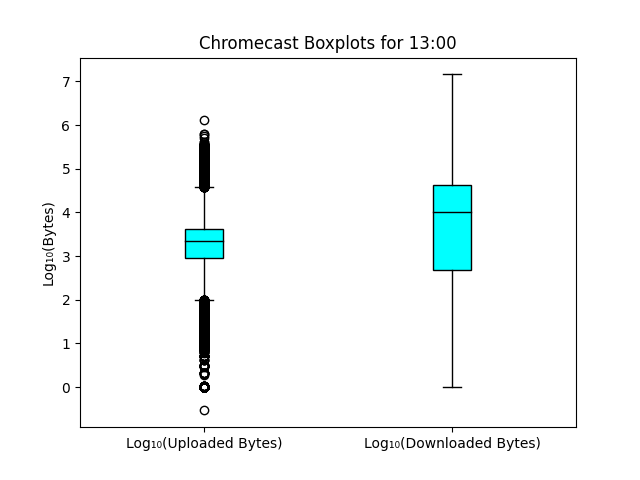 Chromecast Boxplots for 13:00
7
6
5
4
3
2
1
0
Log₁₀(Bytes)
Log₁₀(Uploaded Bytes)
Log₁₀(Downloaded Bytes)